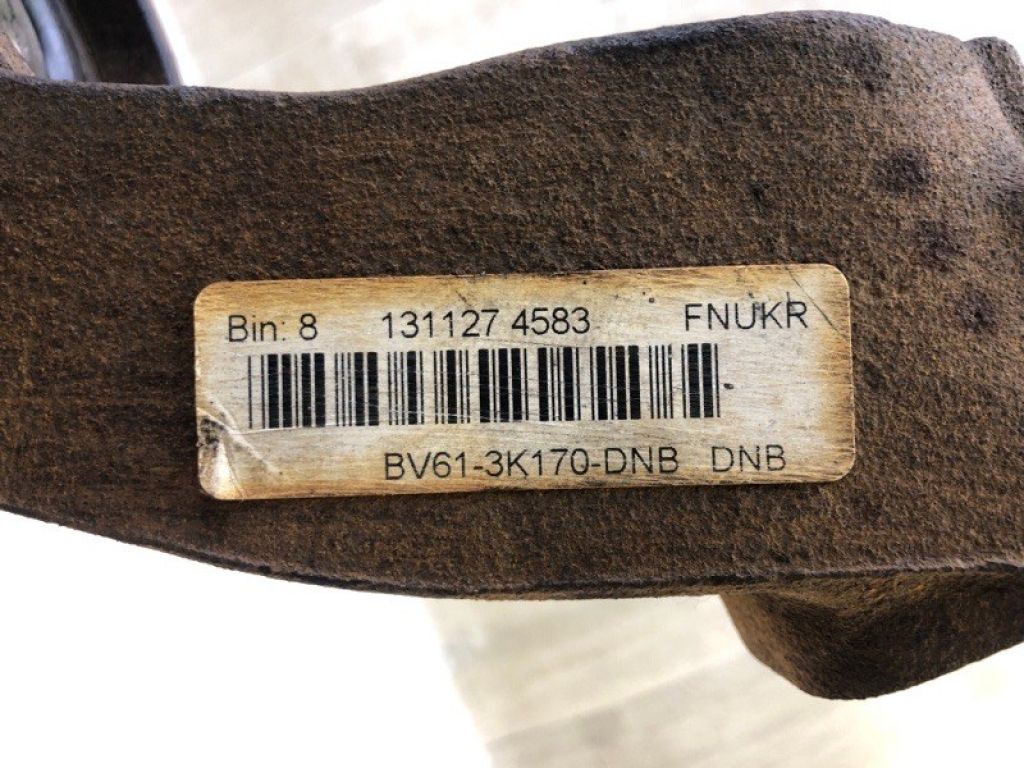 Bin: 8 131127 4583 FNUKR
BV61-3K170-DNB DNB